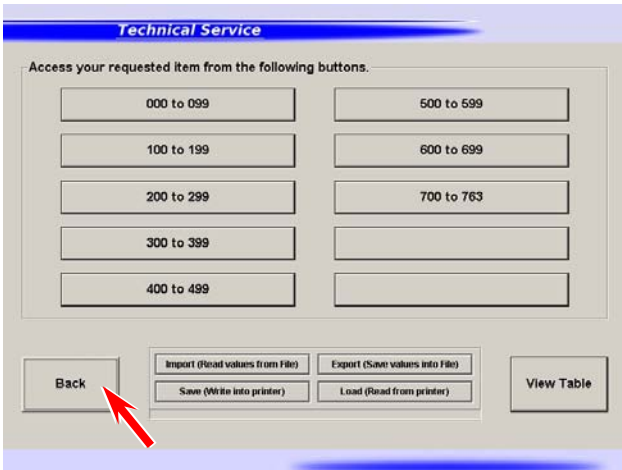 Technical Service
Access your requested item from the following buttons.
000 to 099
500 to 599
100 to 199
600 to 699
200 to 299
700 to 763
300 to 399
400 to 499
Import (Read values from File)
Export (Save values into File)
Back
View Table
Save (Write into printer)
Load (Read from printer)